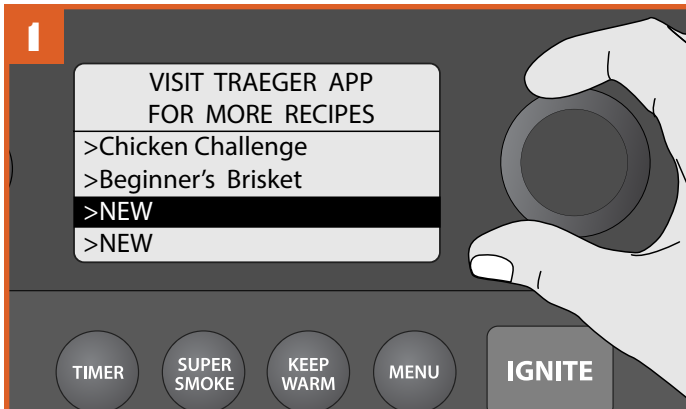 1
VISIT TRAEGER APP
FOR MORE RECIPES
>Chicken Challenge
>Beginner's Brisket
>NEW
>NEW
TIMER
SUPER
SMOKE
KEEP
WARM
MENU
IGNITE